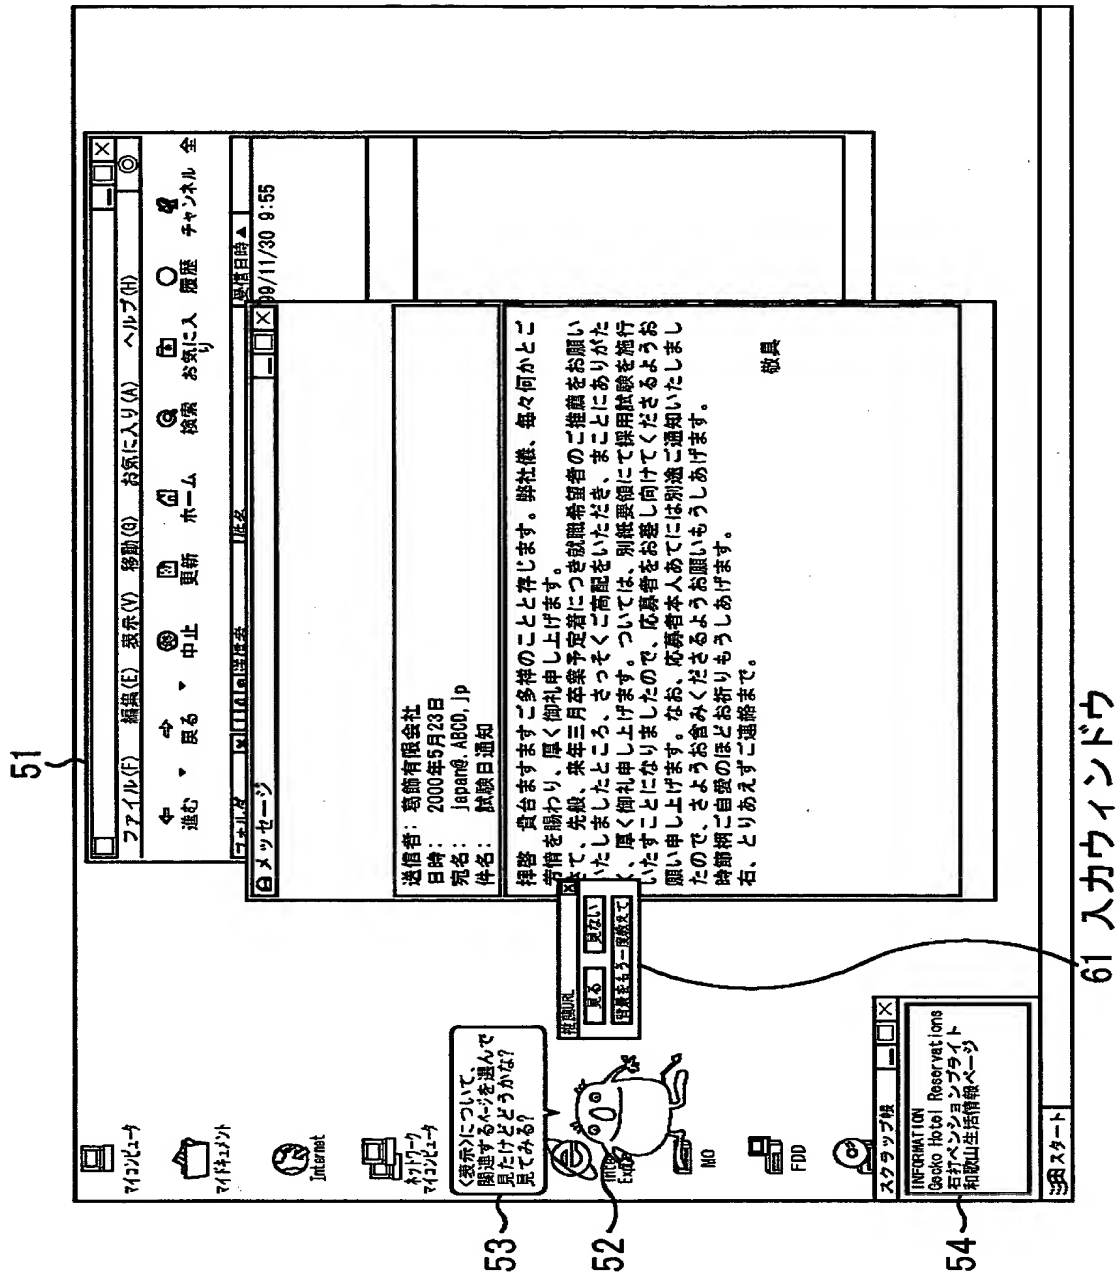 51
ファイル(F) 編集(E) 表示(V) 移動(G) お気に入り(A) ヘルプ(H)
進む 戻る 中止 更新 ホーム 検索 お気に入り 履歴 チャンネル 全
フォルダ 送信者 件名 受信日時▲
99/11/30 9:55
メッセージ
送信者: 葛飾有限会社
日時: 2000年5月23日
宛名: japan@.ABCD,jp
件名: 試験日通知
拝啓 貴台ますますご多祥のことと存じます。弊社儀、毎々何かとご
芳情を賜わり、厚く御礼申し上げます。
さて、先般、来年三月卒業予定者につき就職希望者のご推薦をお願い
いたしましたところ、さっそくご高配をいただき、まことにありがた
く、厚く御礼申し上げます。ついては、別紙要領にて採用試験を施行
いたすことになりましたので、応募者をお差し向けてくださるようお
願い申し上げます。なお、応募者本人あてには別途ご通知いたしまし
たので、さようお含みくださるようお願いもうしあげます。
時節柄ご自愛のほどお祈りもうしあげます。
右、とりあえずご連絡まで。
敬具
マイコンピュータ
マイドキュメント
Internet
ネットワーク
マイコンピュータ
<表示>について、
関連するページを選んで
見たけどどうかな?
見てみる?
53
推薦URL
見る 見ない
背景をもう一度教えて
Inte
Expl
52
MO
FDD
スクラップ帳
INFORMATION
Gecko Hotel Reservations
石打ペンションブライト
和歌山生活情報ページ
54
スタート
61 入力ウィンドウ